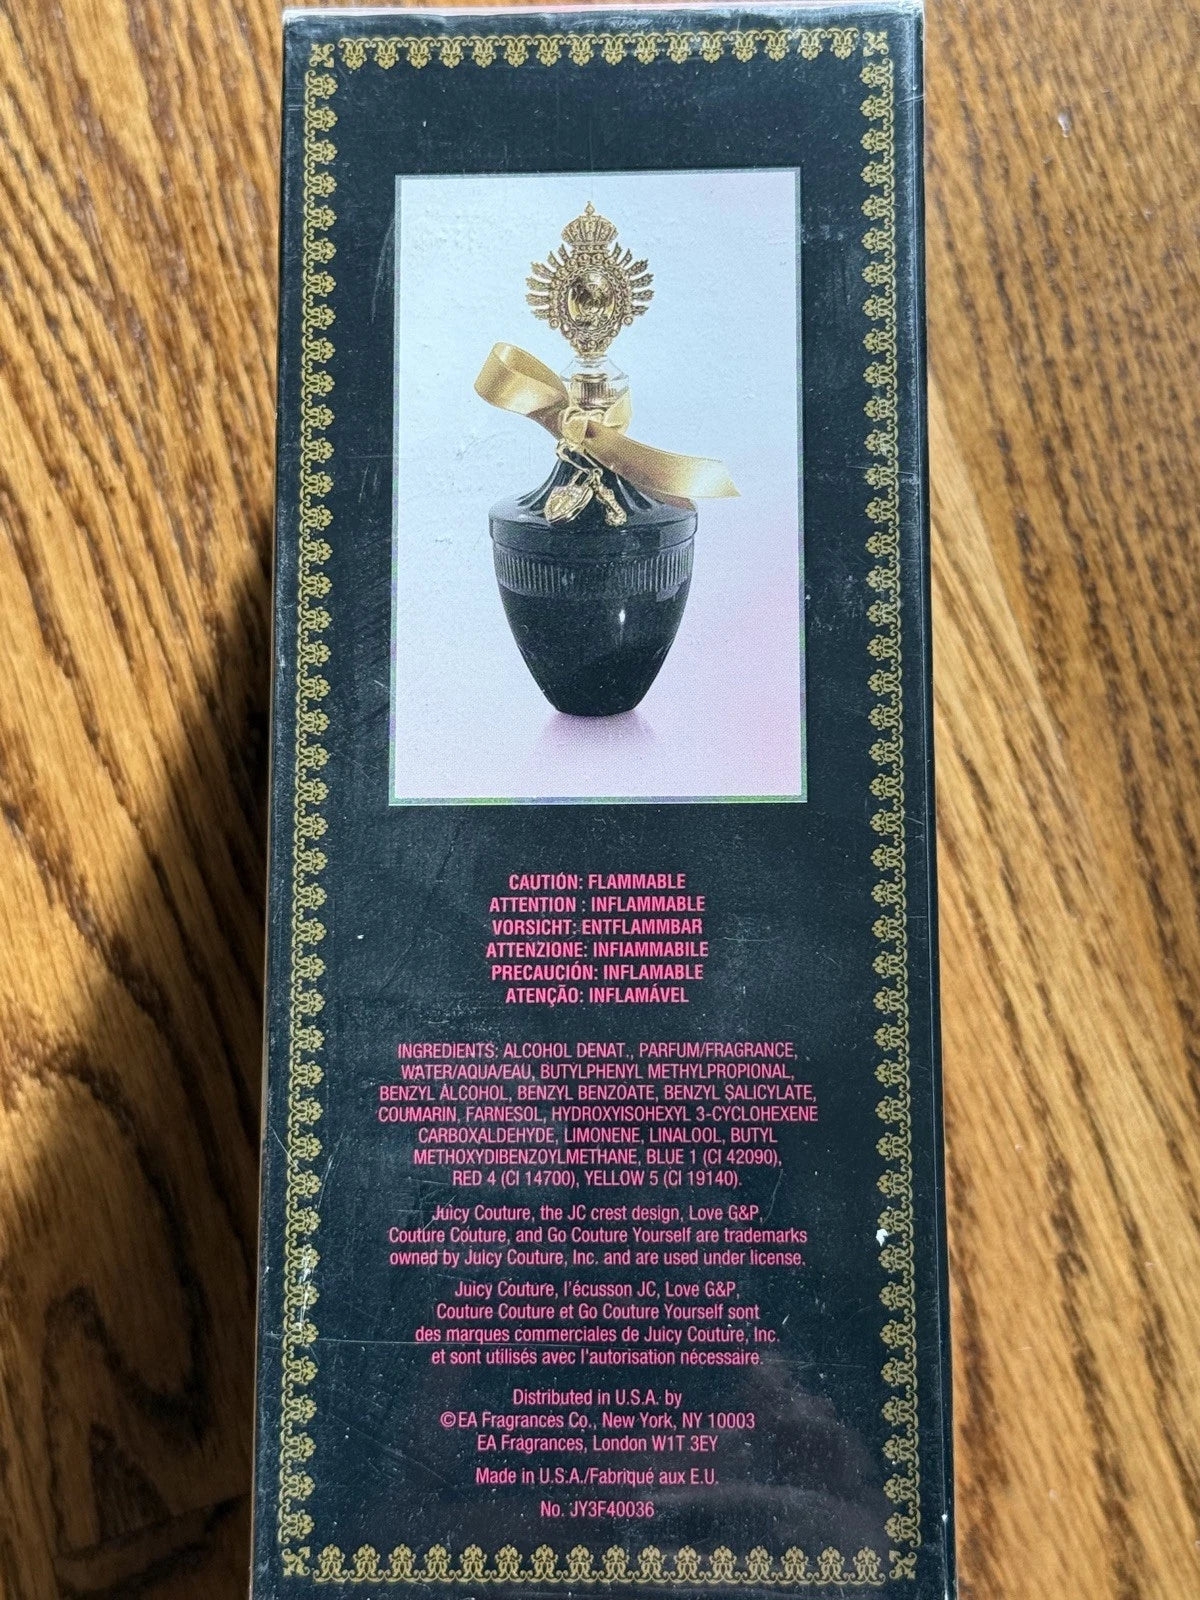 CAUTION: FLAMMABLE
ATTENTION : INFLAMMABLE
VORSICHT: ENTFLAMMBAR
ATTENZIONE: INFIAMMABILE
PRECAUCIÓN: INFLAMABLE
ATENÇÃO: INFLAMÁVEL
INGREDIENTS: ALCOHOL DENAT., PARFUM/FRAGRANCE,
WATER/AQUA/EAU, BUTYLPHENYL METHYLPROPIONAL,
BENZYL ALCOHOL, BENZYL BENZOATE, BENZYL SALICYLATE,
COUMARIN, FARNESOL, HYDROXYISOHEXYL 3-CYCLOHEXENE
CARBOXALDEHYDE, LIMONENE, LINALOOL, BUTYL
METHOXYDIBENZOYLMETHANE, BLUE 1 (CI 42090),
RED 4 (CI 14700), YELLOW 5 (CI 19140).
Juicy Couture, the JC crest design, Love G&P,
Couture Couture, and Go Couture Yourself are trademarks
owned by Juicy Couture, Inc. and are used under license.
Juicy Couture, l'écusson JC, Love G&P,
Couture Couture et Go Couture Yourself sont
des marques commerciales de Juicy Couture, Inc.
et sont utilisés avec l'autorisation nécessaire.
Distributed in U.S.A. by
©EA Fragrances Co., New York, NY 10003
EA Fragrances, London W1T 3EY
Made in U.S.A./Fabriqué aux E.U.
No. JY3F40036